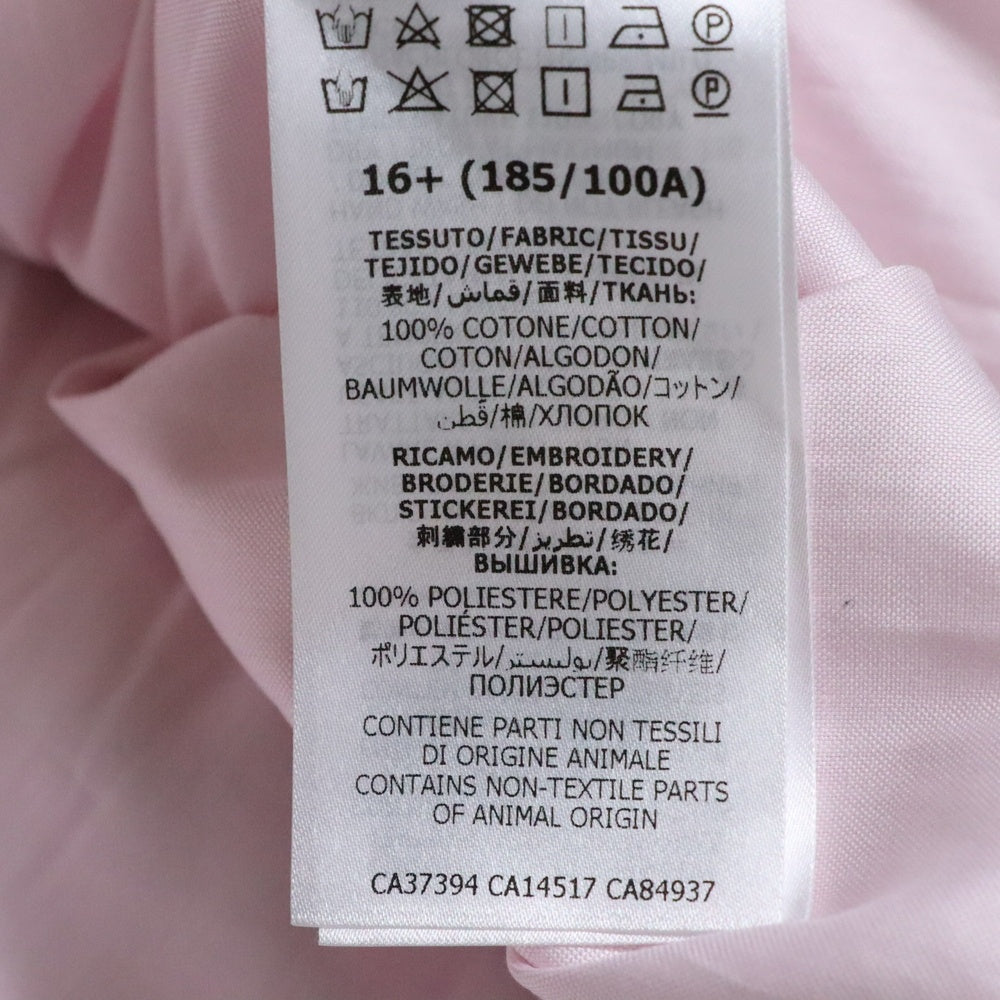 16+ (185/100A)
TESSUTO/FABRIC/TISSU/
TEJIDO/GEWEBE/TECIDO/
表地/قماش/面料/ТКАНЬ:
100% COTONE/COTTON/
COTON/ALGODON/
BAUMWOLLE/ALGODÃO/コットン/
قطن/棉/ХЛОПОК
RICAMO/EMBROIDERY/
BRODERIE/BORDADO/
STICKEREI/BORDADO/
刺繍部分/تطريز/绣花/
ВЫШИВКА:
100% POLIESTERE/POLYESTER/
POLIÉSTER/POLIESTER/
ポリエステル/بوليستر/聚酯纤维/
ПОЛИЭСТЕР
CONTIENE PARTI NON TESSILI
DI ORIGINE ANIMALE
CONTAINS NON-TEXTILE PARTS
OF ANIMAL ORIGIN
CA37394 CA14517 CA84937